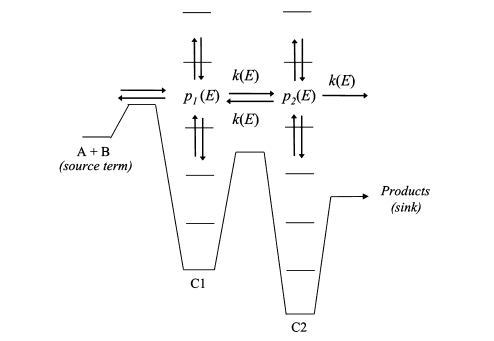 k(E)
k(E)
p1(E)
p2(E)
k(E)
A + B
(source term)
Products
(sink)
C1
C2